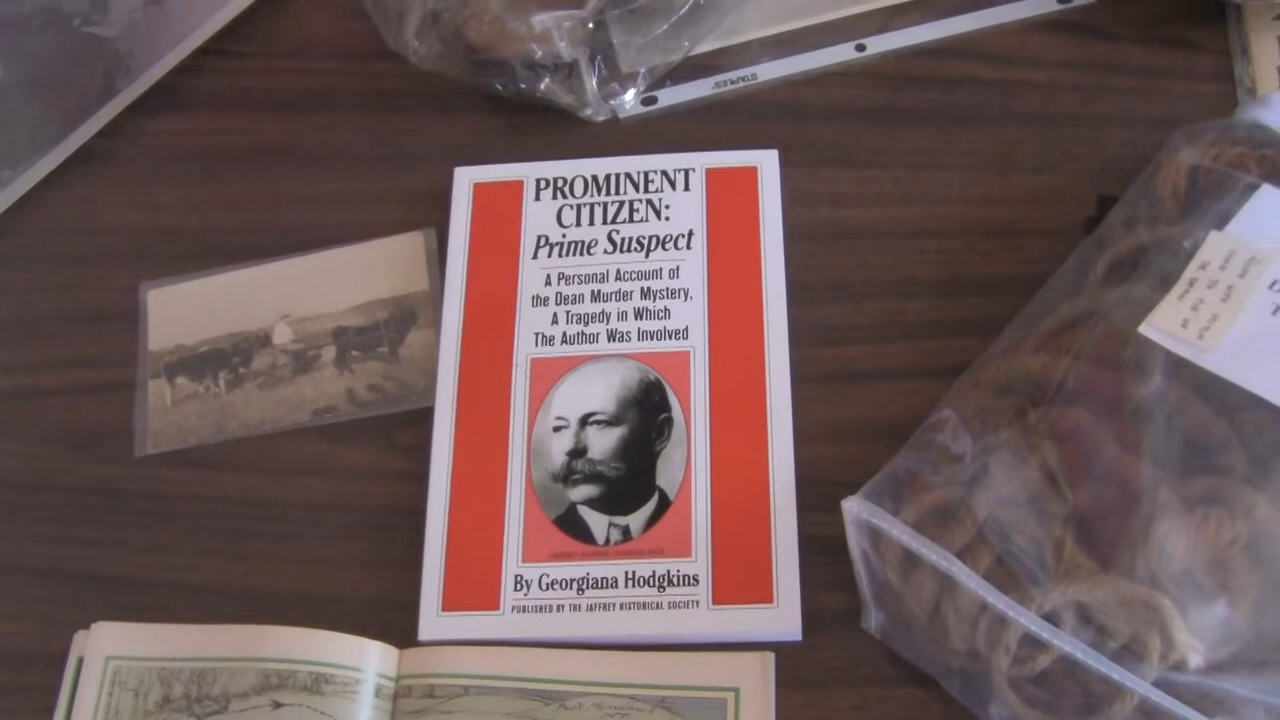 STAPLES
PROMINENT
CITIZEN:
Prime Suspect
A Personal Account of
the Dean Murder Mystery,
A Tragedy in Which
The Author Was Involved
By Georgiana Hodgkins
PUBLISHED BY THE JAFFREY HISTORICAL SOCIETY